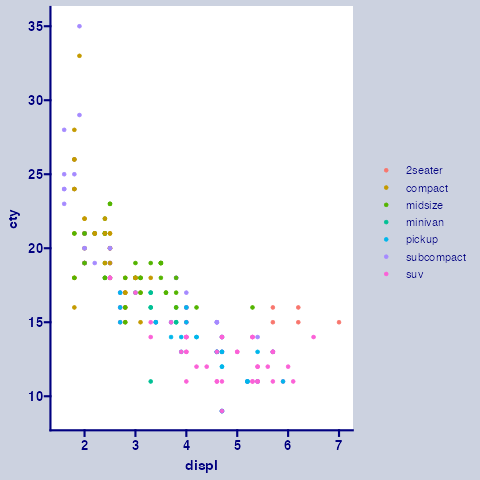 35
30
25
20
15
10
cty
2
3
4
5
6
7
displ
2seater
compact
midsize
minivan
pickup
subcompact
suv